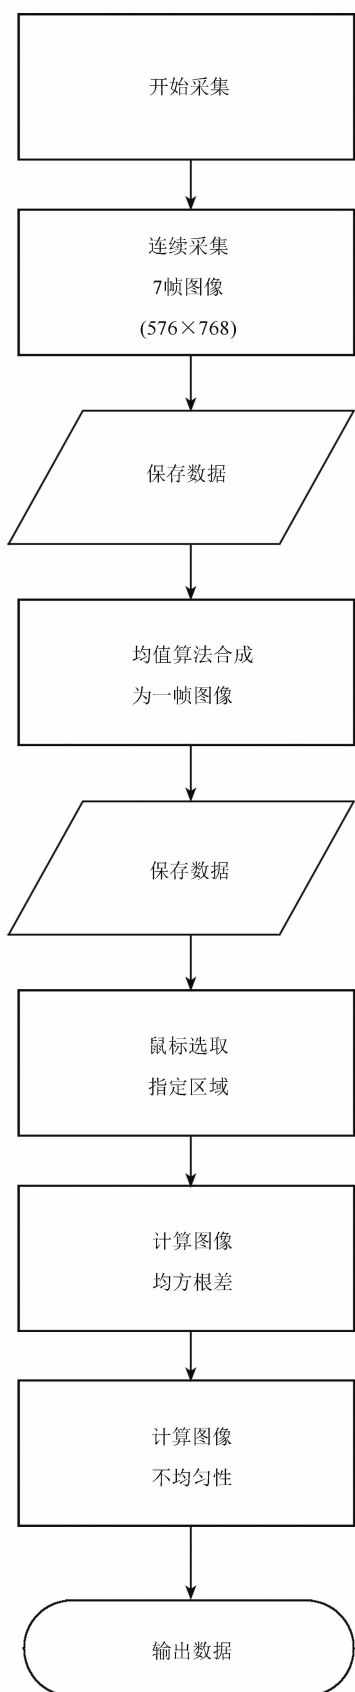 开始采集
连续采集
7帧图像
(576×768)
保存数据
均值算法合成
为一帧图像
保存数据
鼠标选取
指定区域
计算图像
均方根差
计算图像
不均匀性
输出数据